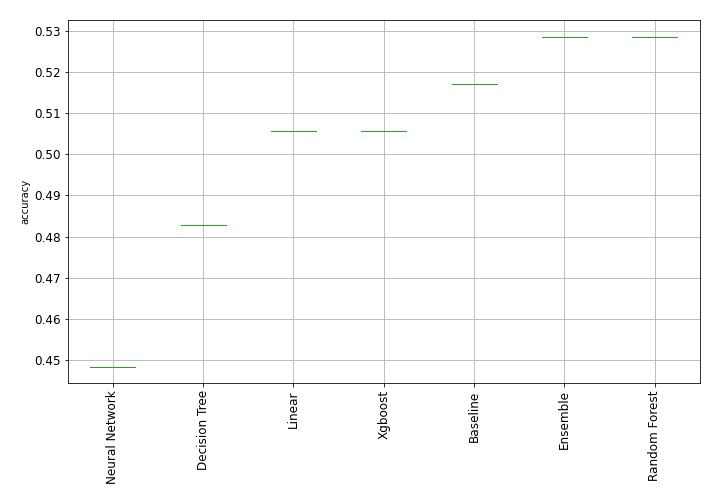 0.53
0.52
0.51
0.50
0.49
0.48
0.47
0.46
0.45
accuracy
Neural Network
Decision Tree
Linear
Xgboost
Baseline
Ensemble
Random Forest